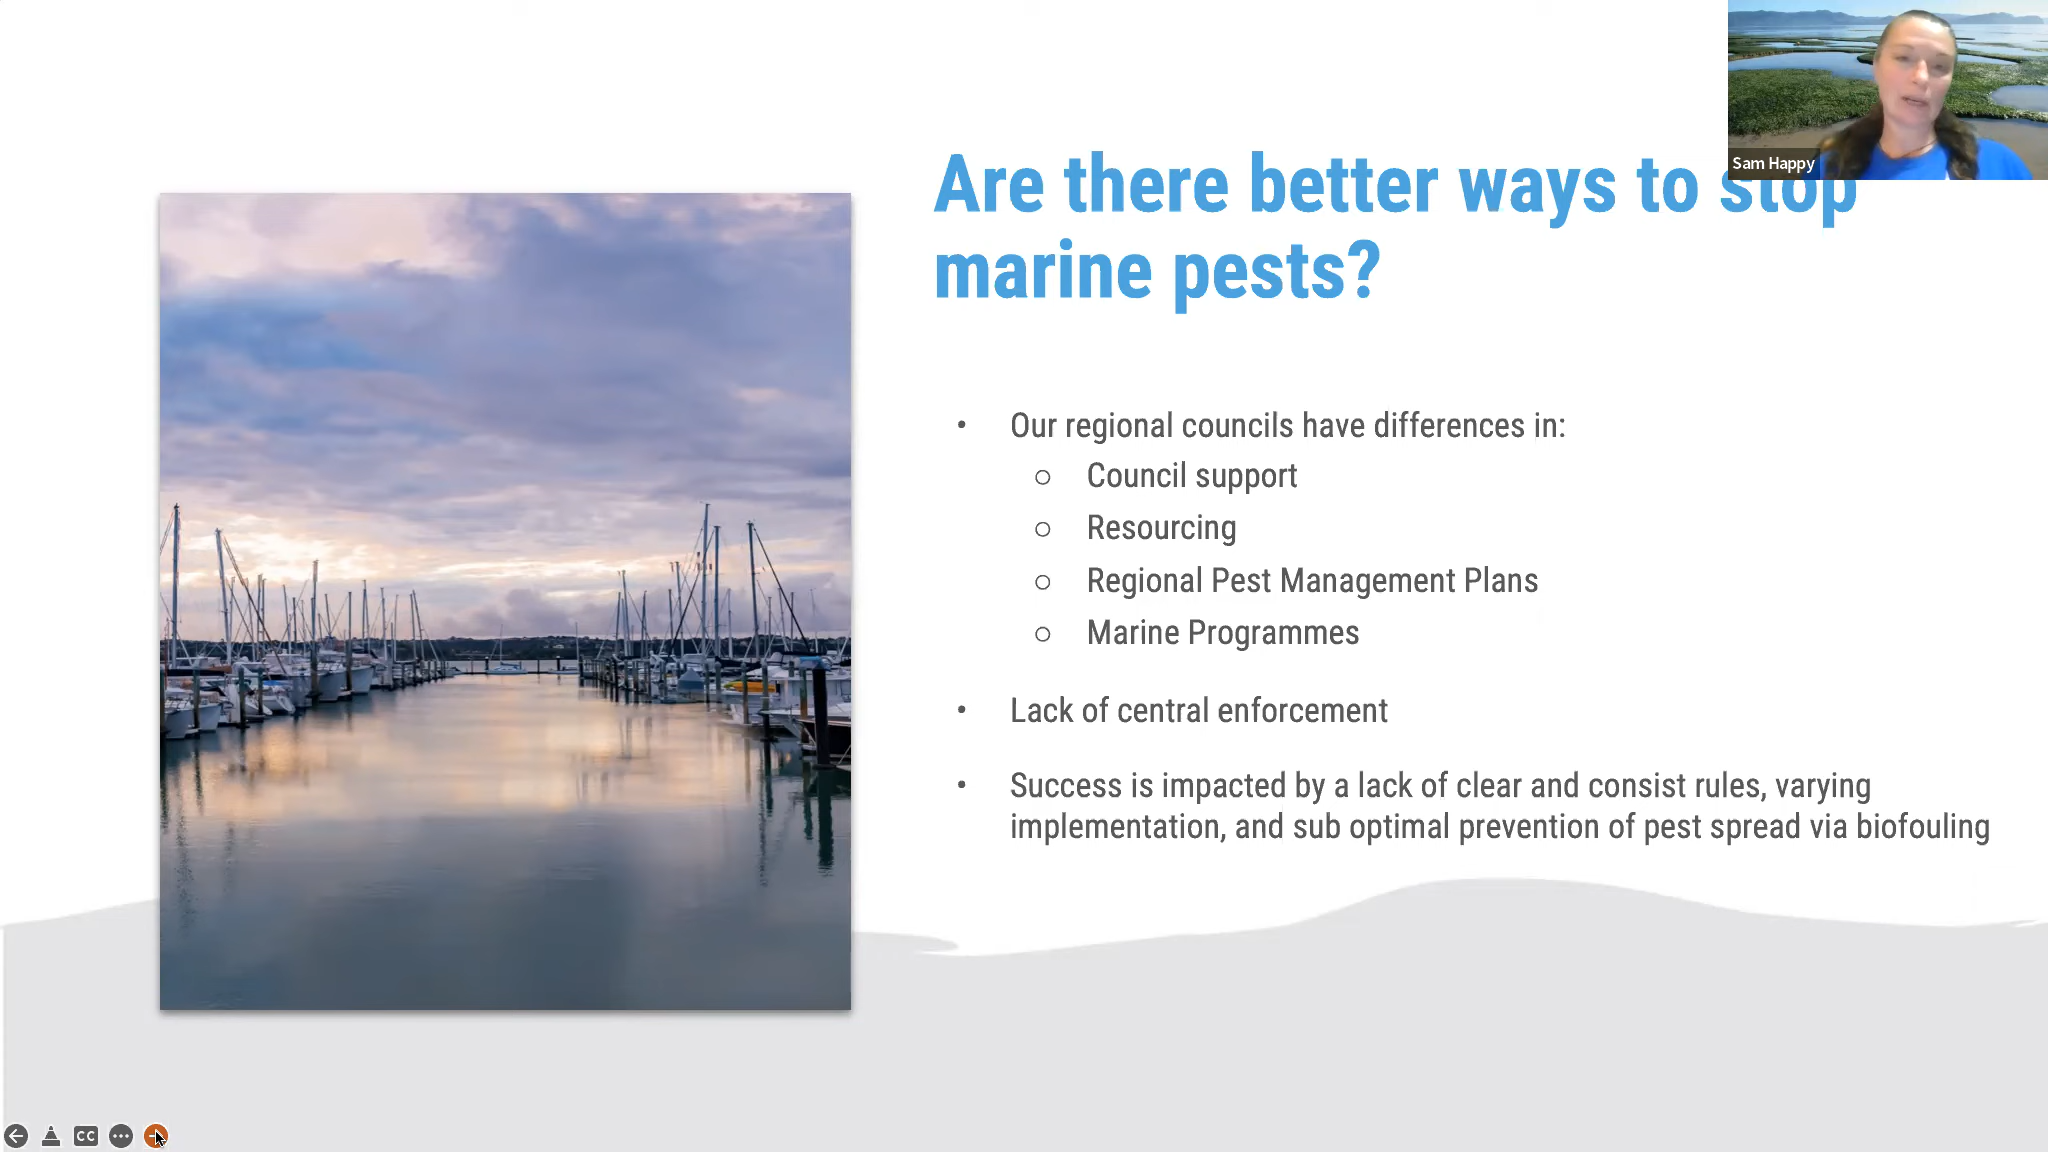 Sam Happy
Are there better ways to stop
marine pests?
• Our regional councils have differences in:
○ Council support
○ Resourcing
○ Regional Pest Management Plans
○ Marine Programmes
• Lack of central enforcement
• Success is impacted by a lack of clear and consist rules, varying
implementation, and sub optimal prevention of pest spread via biofouling
CC